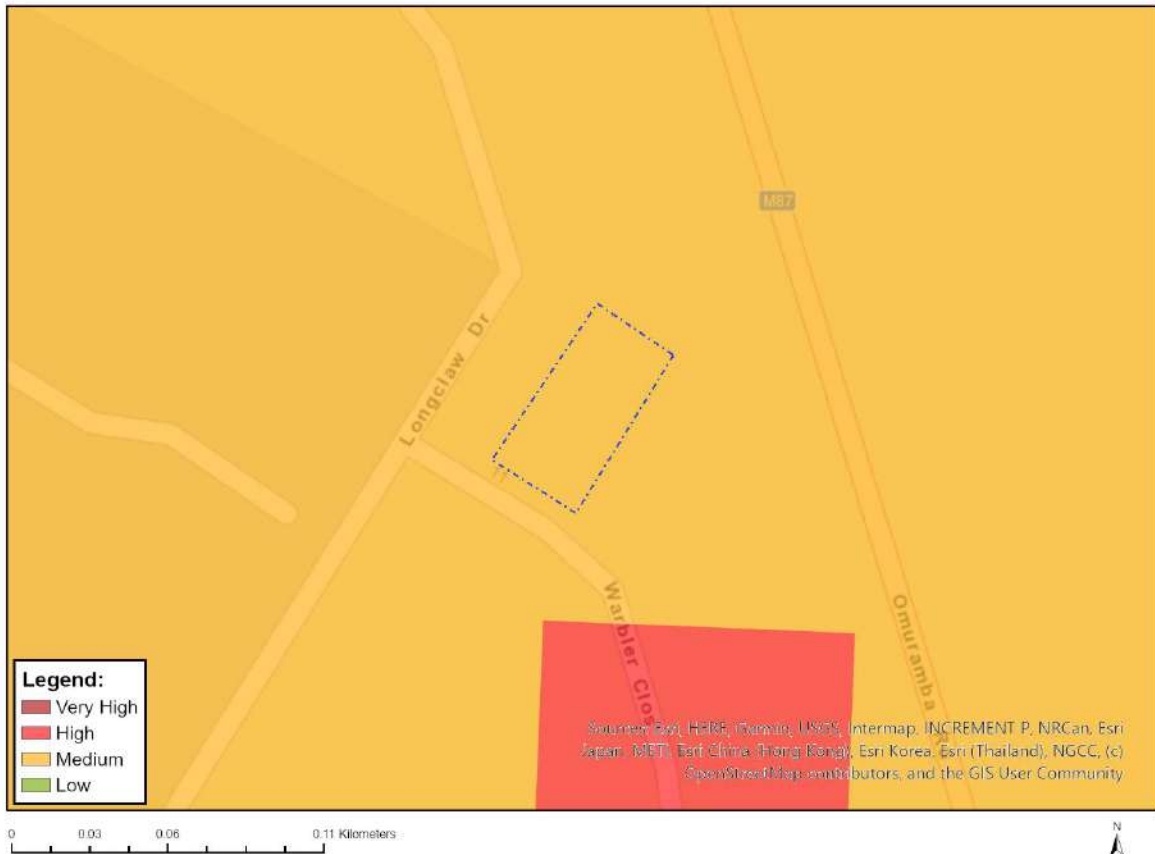 M87
Longclaw Dr
Warbler Clos
Omuramba R
Legend:
Very High
High
Medium
Low
Sources: Esri, HERE, Garmin, USGS, Intermap, INCREMENT P, NRCan, Esri
Japan, METI, Esri China (Hong Kong), Esri Korea, Esri (Thailand), NGCC, (c)
OpenStreetMap contributors, and the GIS User Community
0 0.03 0.06 0.11 Kilometers
N